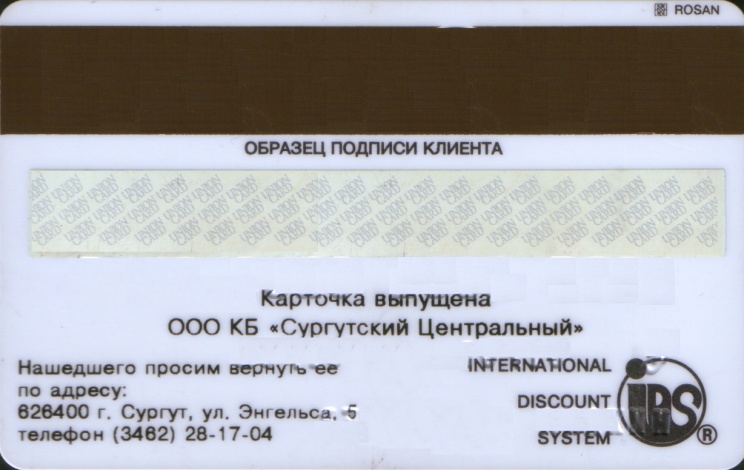 ROSAN
ОБРАЗЕЦ ПОДПИСИ КЛИЕНТА
Карточка выпущена
ООО КБ «Сургутский Центральный»
Нашедшего просим вернуть ее
по адресу:
626400 г. Сургут, ул. Энгельса, 5
телефон (3462) 28-17-04
INTERNATIONAL
DISCOUNT
SYSTEM
IDS ®